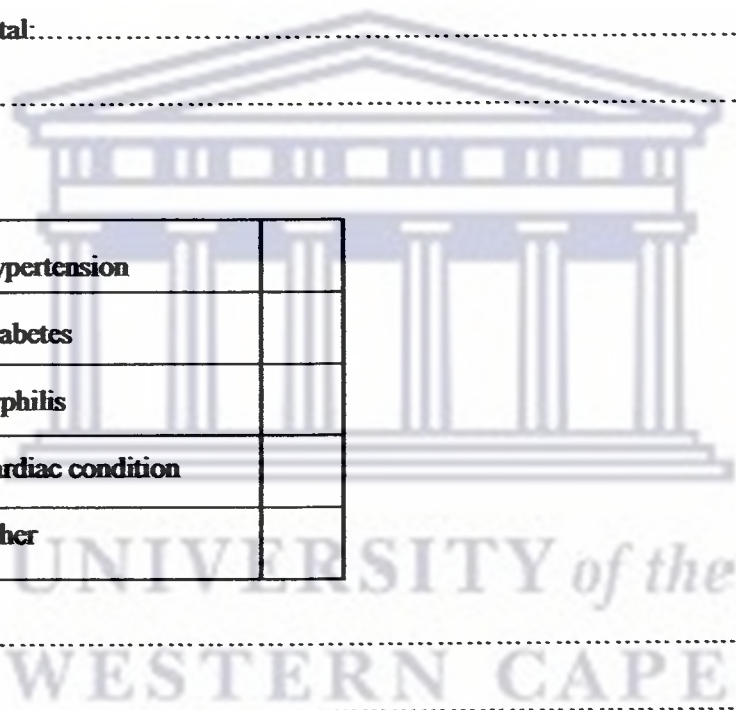 tal:
ypertension
abetes
philis
ardiac condition
her
UNIVERSITY of the
WESTERN CAPE